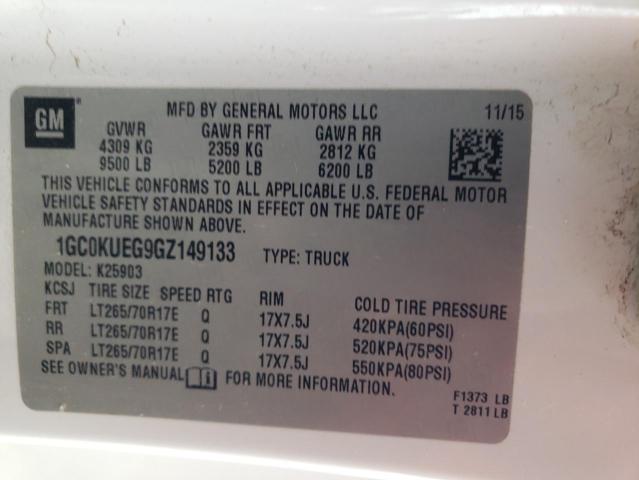 GM ®
MFD BY GENERAL MOTORS LLC 11/15
GVWR GAWR FRT GAWR RR
4309 KG 2359 KG 2812 KG
9500 LB 5200 LB 6200 LB
THIS VEHICLE CONFORMS TO ALL APPLICABLE U.S. FEDERAL MOTOR
VEHICLE SAFETY STANDARDS IN EFFECT ON THE DATE OF
MANUFACTURE SHOWN ABOVE.
1GC0KUEG9GZ149133 TYPE: TRUCK
MODEL: K25903
KCSJ TIRE SIZE SPEED RTG RIM COLD TIRE PRESSURE
FRT LT265/70R17E Q 17X7.5J 420KPA(60PSI)
RR LT265/70R17E Q 17X7.5J 520KPA(75PSI)
SPA LT265/70R17E Q 17X7.5J 550KPA(80PSI)
SEE OWNER'S MANUAL FOR MORE INFORMATION.
F1373 LB
T 2811 LB